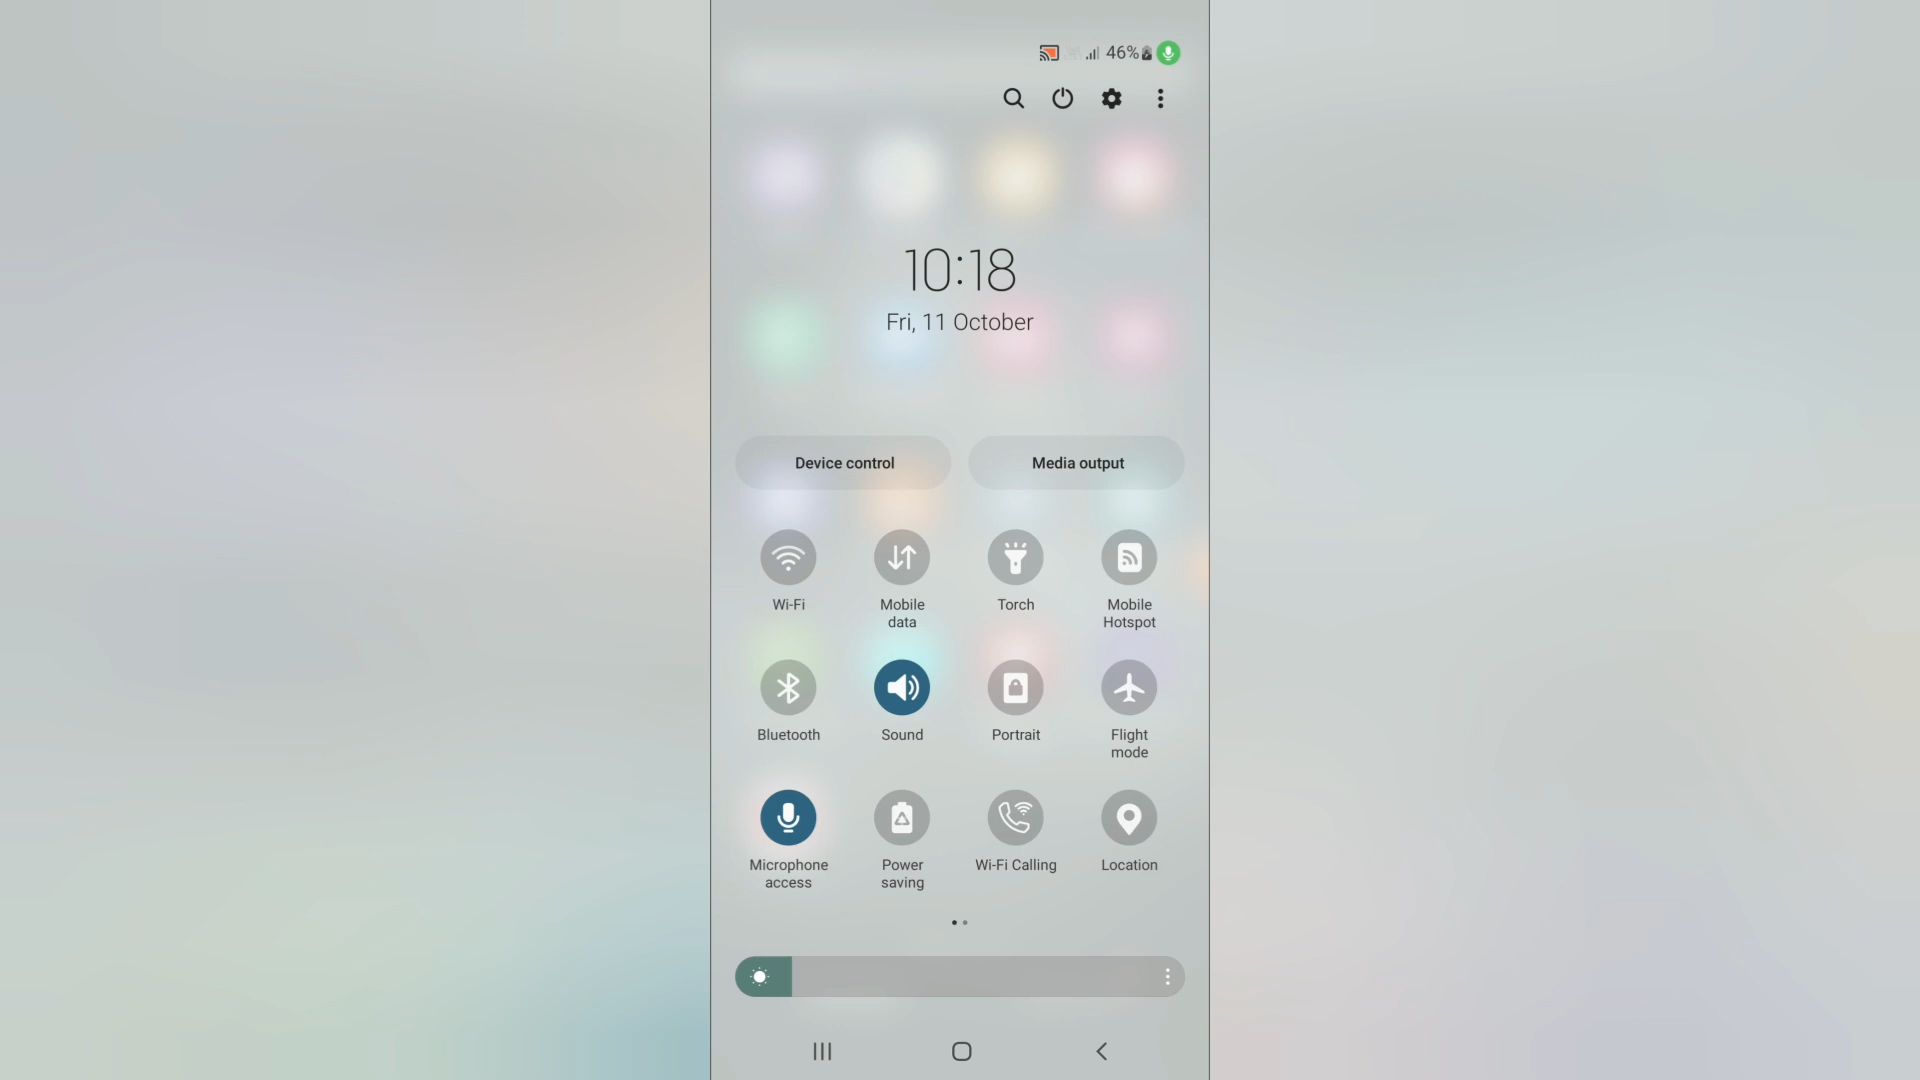 46%
10:18
Fri, 11 October
Device control
Media output
Wi-Fi
Mobile
data
Torch
Mobile
Hotspot
Bluetooth
Sound
Portrait
Flight
mode
Microphone
access
Power
saving
Wi-Fi Calling
Location